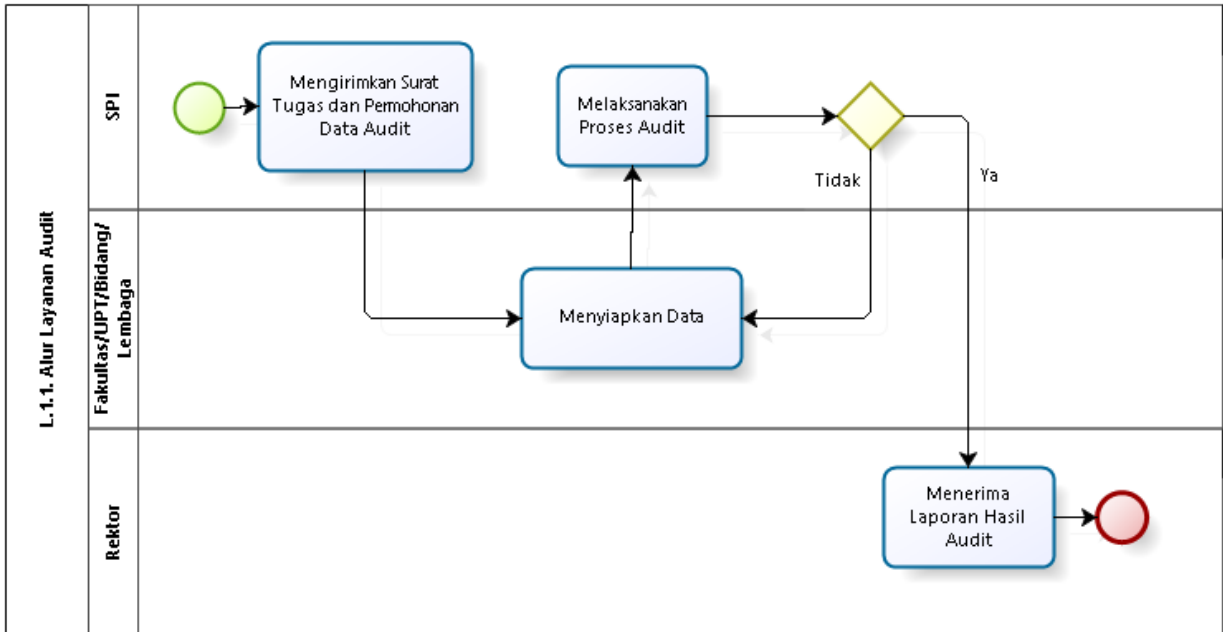 L.1.1. Alur Layanan Audit
SPI
Mengirimkan Surat
Tugas dan Permohonan
Data Audit
Melaksanakan
Proses Audit
Tidak
Ya
Fakultas/UPT/Bidang/
Lembaga
Menyiapkan Data
Rektor
Menerima
Laporan Hasil
Audit